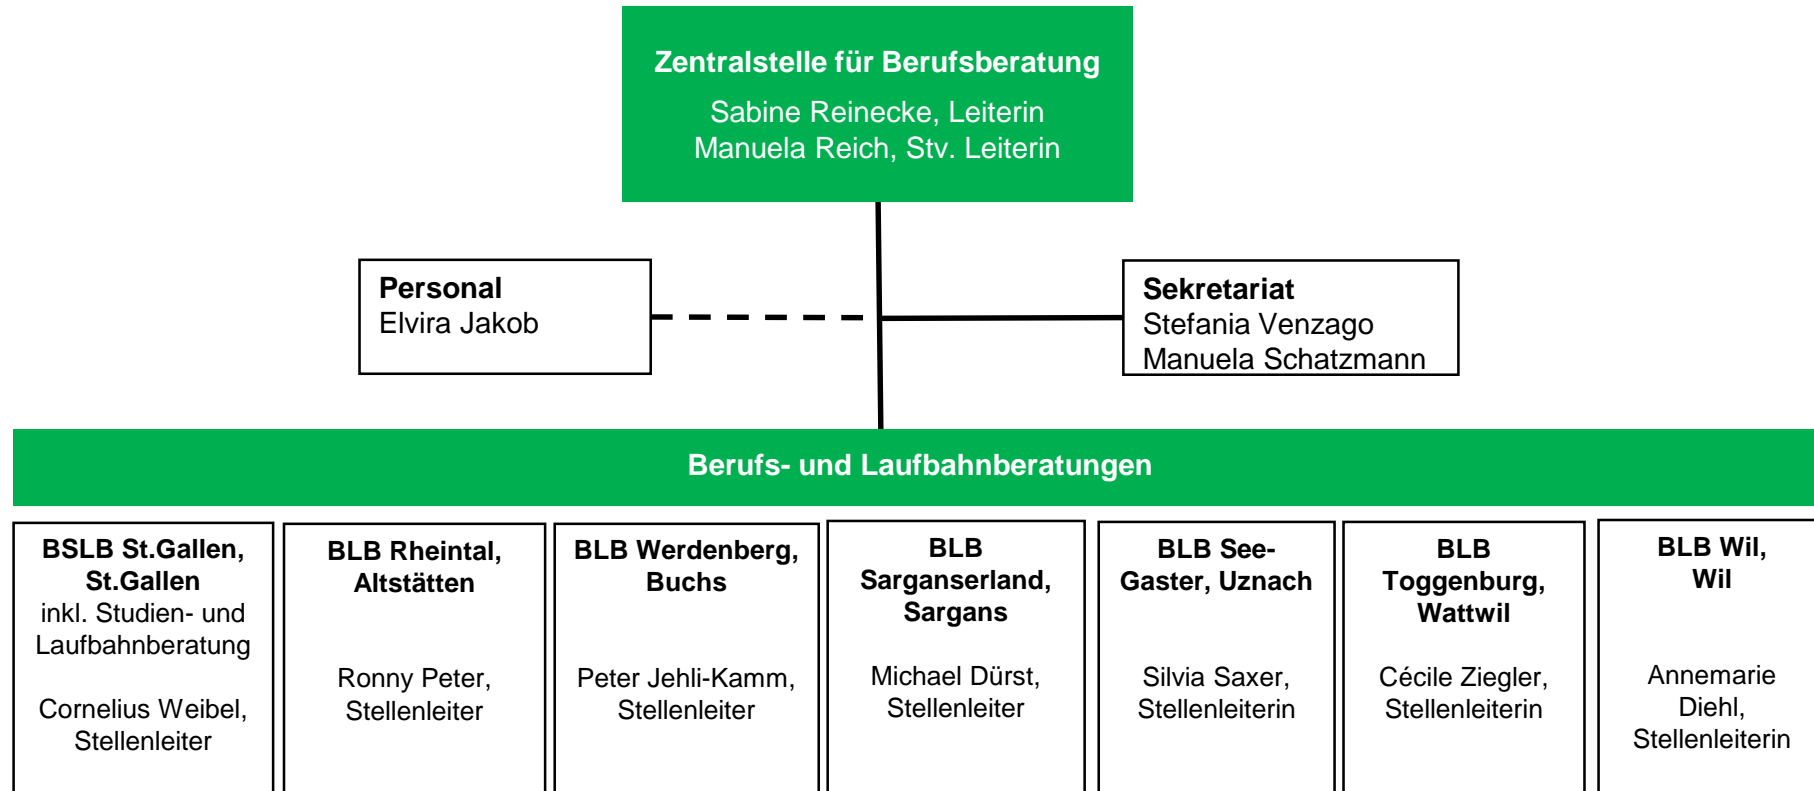 Zentralstelle für Berufsberatung
Sabine Reinecke, Leiterin
Manuela Reich, Stv. Leiterin
Personal
Elvira Jakob
Sekretariat
Stefania Venzago
Manuela Schatzmann
Berufs- und Laufbahnberatungen
BSLB St.Gallen,
St.Gallen
inkl. Studien- und
Laufbahnberatung
Cornelius Weibel,
Stellenleiter
BLB Rheintal,
Altstätten
Ronny Peter,
Stellenleiter
BLB Werdenberg,
Buchs
Peter Jehli-Kamm,
Stellenleiter
BLB
Sarganserland,
Sargans
Michael Dürst,
Stellenleiter
BLB See-
Gaster, Uznach
Silvia Saxer,
Stellenleiterin
BLB
Toggenburg,
Wattwil
Cécile Ziegler,
Stellenleiterin
BLB Wil,
Wil
Annemarie
Diehl,
Stellenleiterin